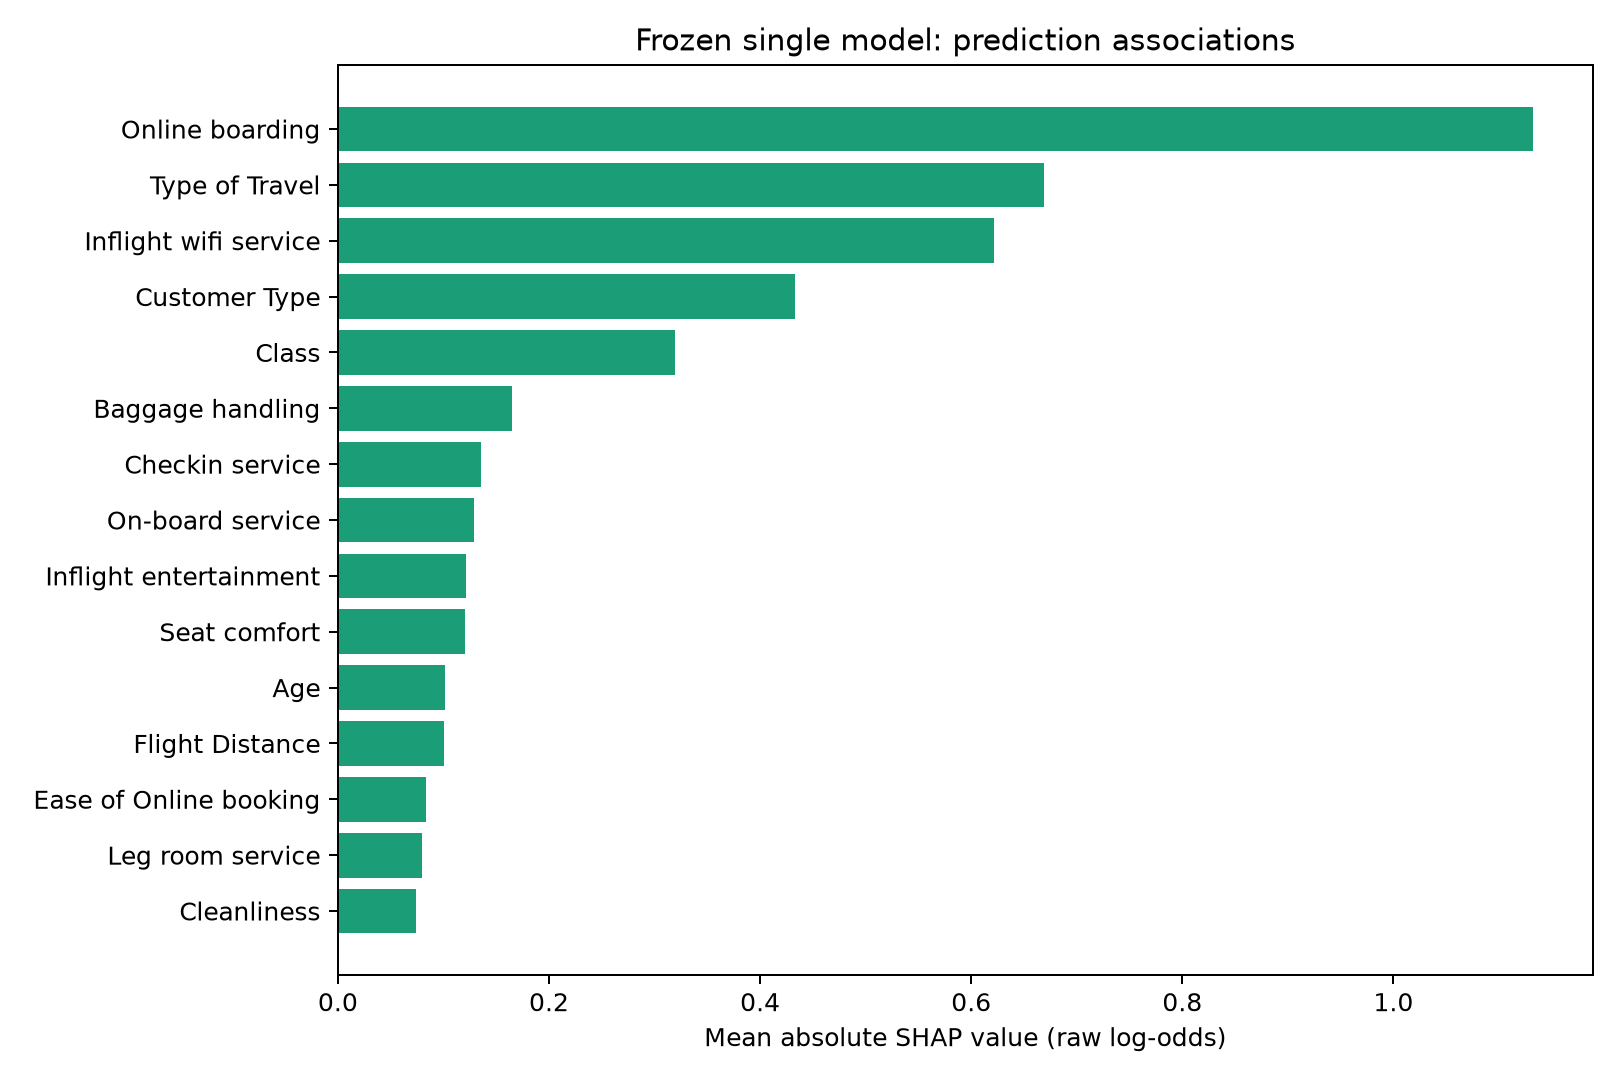 Frozen single model: prediction associations
Online boarding
Type of Travel
Inflight wifi service
Customer Type
Class
Baggage handling
Checkin service
On-board service
Inflight entertainment
Seat comfort
Age
Flight Distance
Ease of Online booking
Leg room service
Cleanliness
0.0 0.2 0.4 0.6 0.8 1.0
Mean absolute SHAP value (raw log-odds)